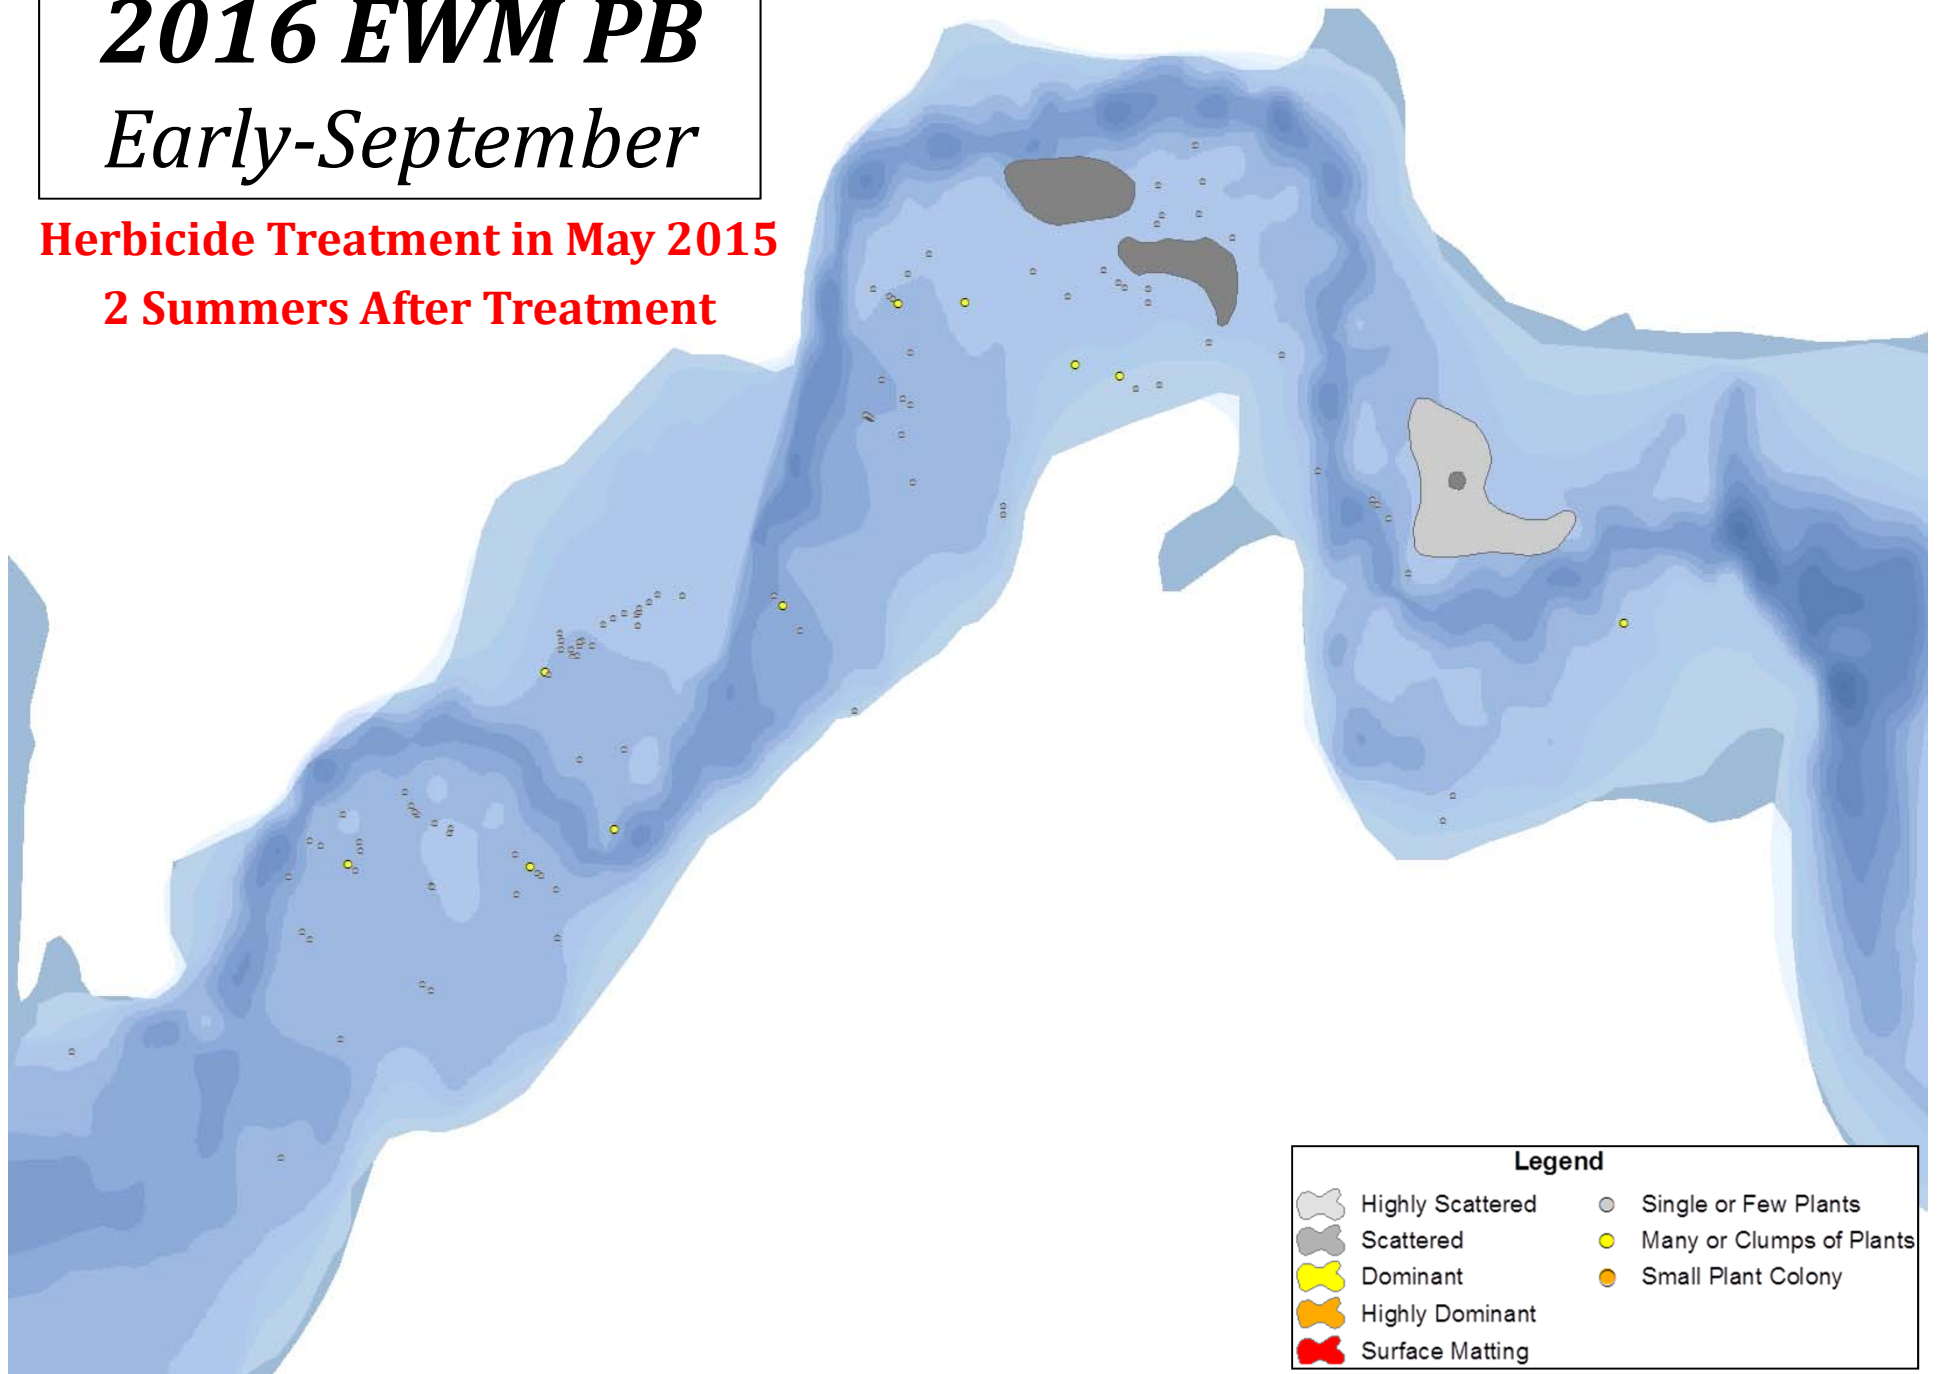 2016 EWM PB
Early-September
Herbicide Treatment in May 2015
2 Summers After Treatment
Legend
Highly Scattered
Scattered
Dominant
Highly Dominant
Surface Matting
Single or Few Plants
Many or Clumps of Plants
Small Plant Colony